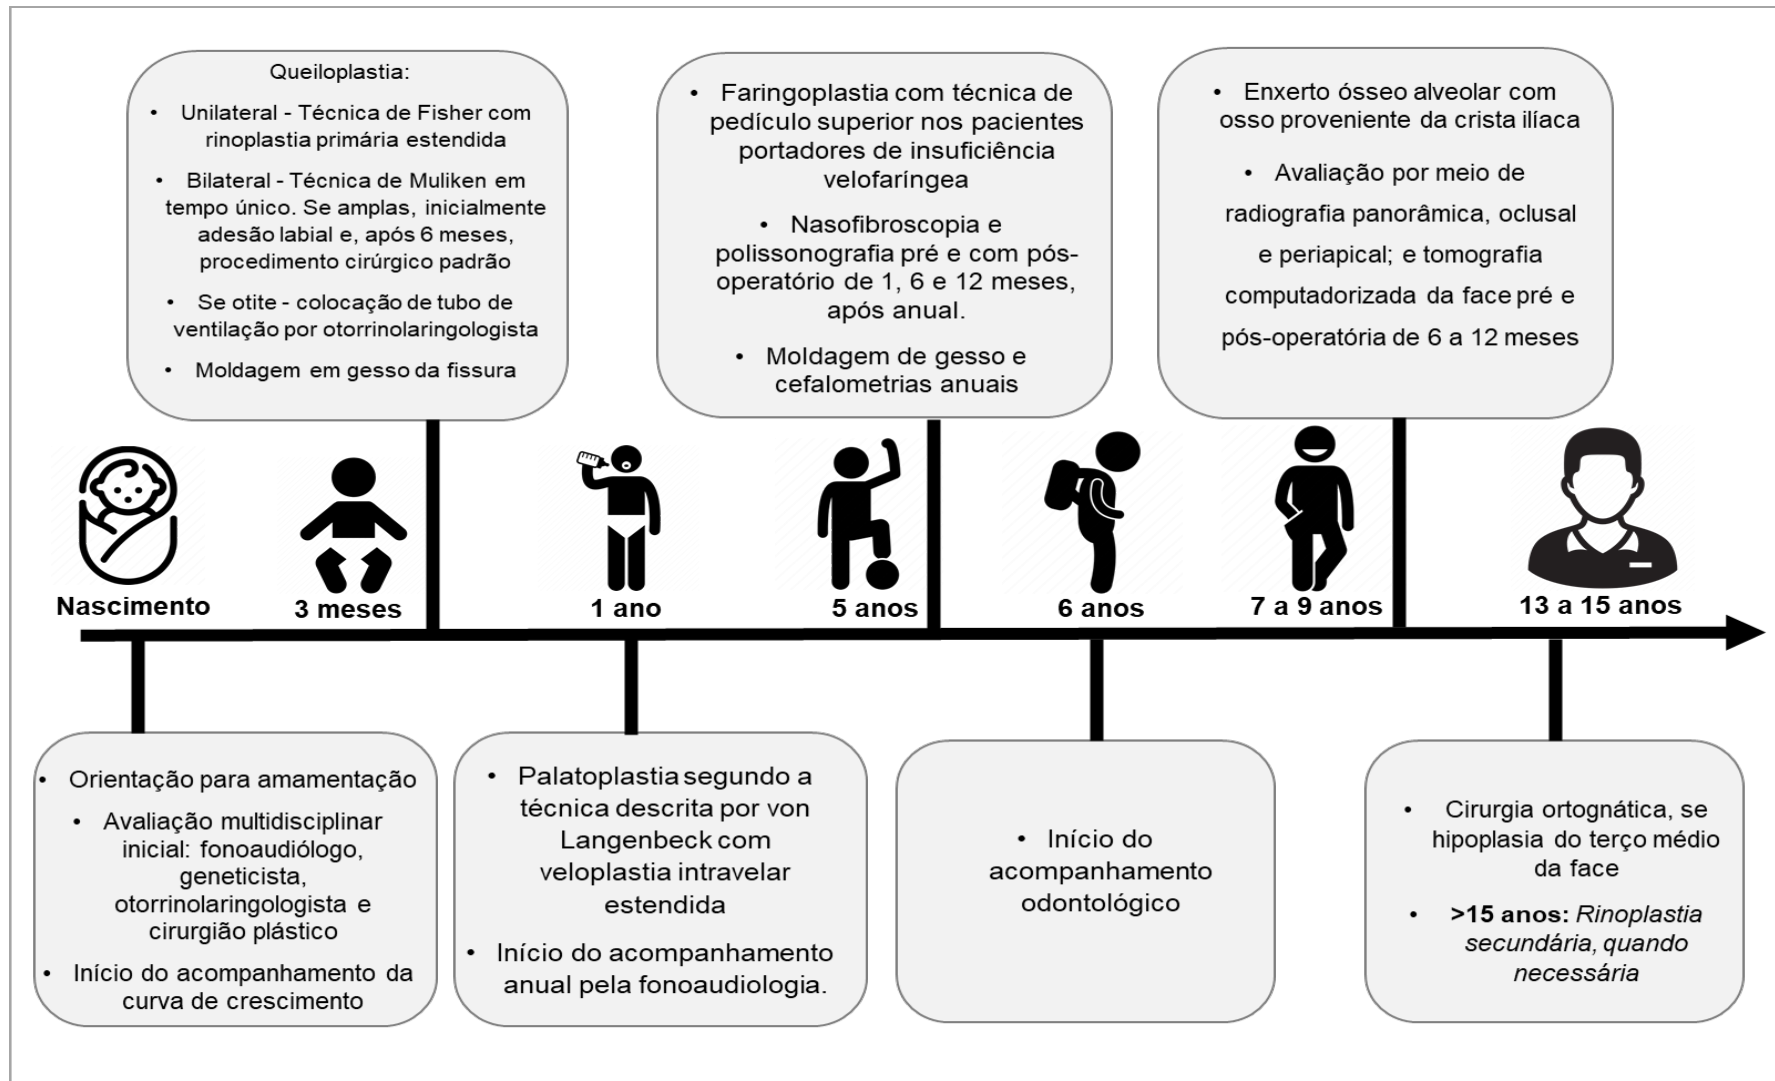 Queiloplastia:
• Unilateral - Técnica de Fisher com
rinoplastia primária estendida
• Bilateral - Técnica de Muliken em
tempo único. Se amplas, inicialmente
adesão labial e, após 6 meses,
procedimento cirúrgico padrão
• Se otite - colocação de tubo de
ventilação por otorrinolaringologista
• Moldagem em gesso da fissura
• Faringoplastia com técnica de
pedículo superior nos pacientes
portadores de insuficiência
velofaríngea
• Nasofibroscopia e
polissonografia pré e com pós-
operatório de 1, 6 e 12 meses,
após anual.
• Moldagem de gesso e
cefalometrias anuais
• Enxerto ósseo alveolar com
osso proveniente da crista ilíaca
• Avaliação por meio de
radiografia panorâmica, oclusal
e periapical; e tomografia
computadorizada da face pré e
pós-operatória de 6 a 12 meses
Nascimento
3 meses
1 ano
5 anos
6 anos
7 a 9 anos
13 a 15 anos
• Orientação para amamentação
• Avaliação multidisciplinar
inicial: fonoaudiólogo,
geneticista,
otorrinolaringologista e
cirurgião plástico
• Início do acompanhamento da
curva de crescimento
• Palatoplastia segundo a
técnica descrita por von
Langenbeck com
veloplastia intravelar
estendida
• Início do acompanhamento
anual pela fonoaudiologia.
• Início do
acompanhamento
odontológico
• Cirurgia ortognática, se
hipoplasia do terço médio
da face
• >15 anos: Rinoplastia
secundária, quando
necessária